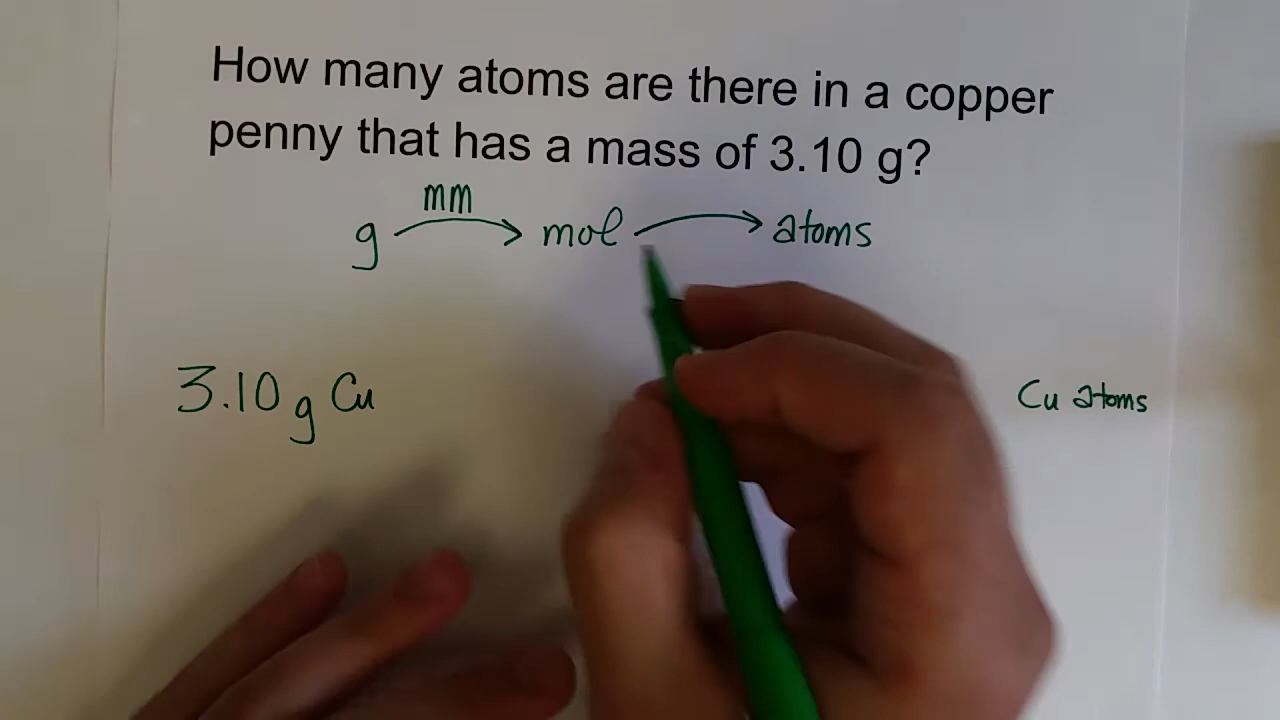 How many atoms are there in a copper
penny that has a mass of 3.10 g?
mm
g mol atoms
3.10 g Cu Cu atoms